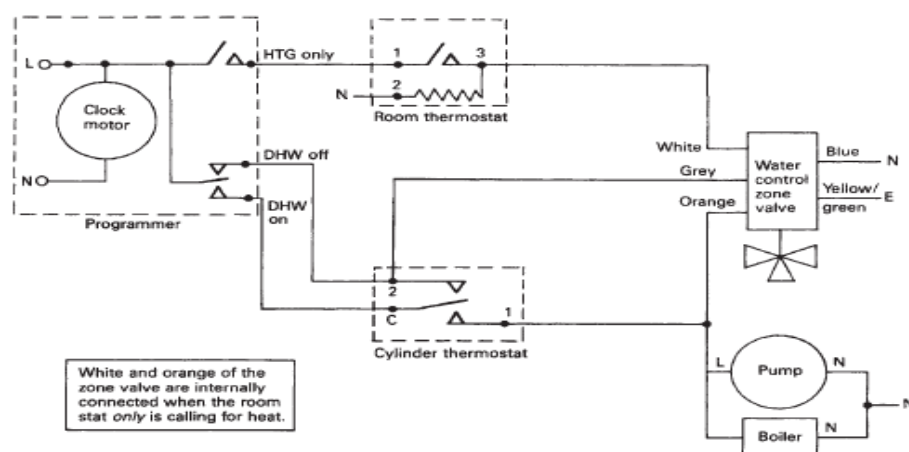 L
HTG only
1
3
2
N
Clock
motor
Room thermostat
N
DHW off
DHW
on
Programmer
White
Grey
Orange
Water
control
zone
valve
Blue
N
Yellow/
green
E
2
C
1
Cylinder thermostat
White and orange of the
zone valve are internally
connected when the room
stat only is calling for heat.
L
Pump
N
N
Boiler
N